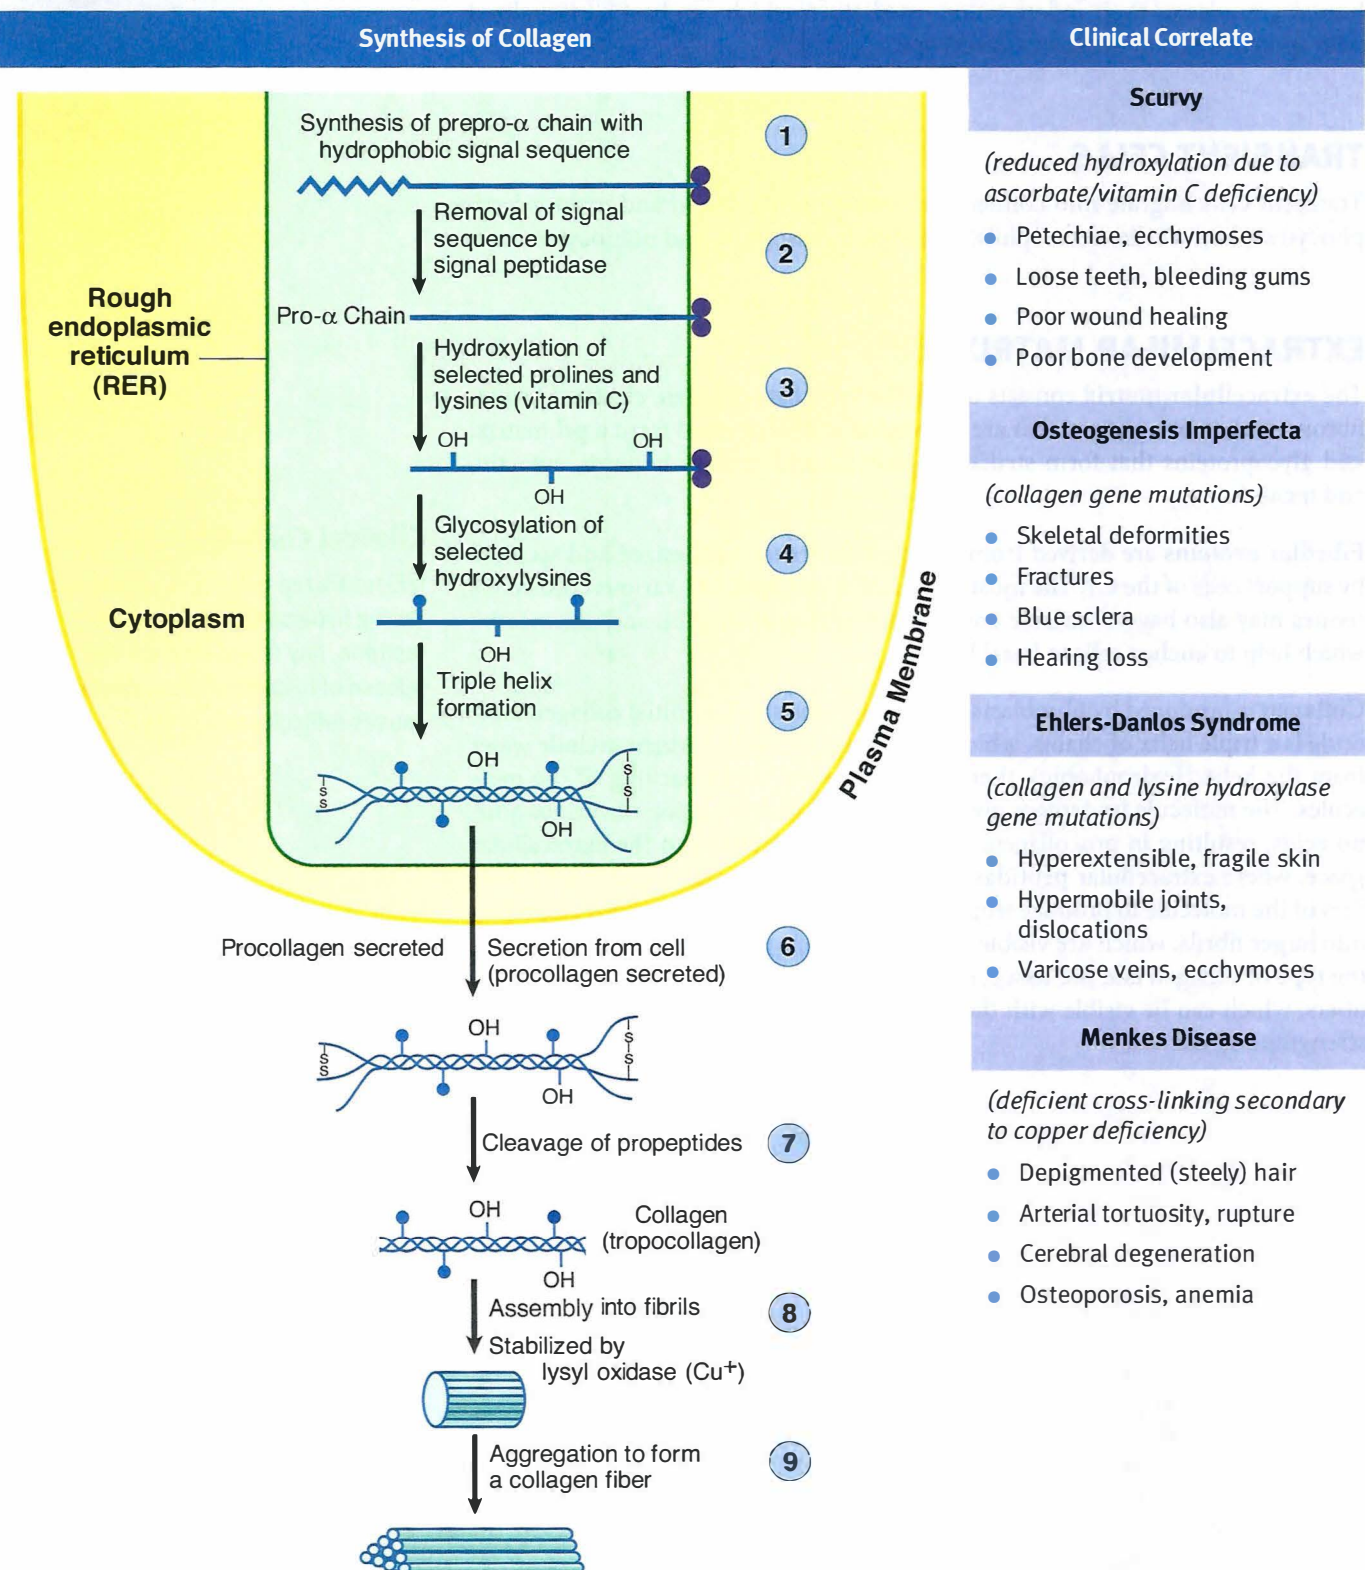 Synthesis of Collagen
Clinical Correlate
Synthesis of prepro-α chain with
hydrophobic signal sequence
1
Removal of signal
sequence by
signal peptidase
2
Rough
endoplasmic
reticulum
(RER)
Pro-α Chain
Hydroxylation of
selected prolines and
lysines (vitamin C)
3
OH
OH
OH
Glycosylation of
selected
hydroxylysines
4
Cytoplasm
OH
Triple helix
formation
5
Plasma Membrane
OH
S
S
S
S
OH
Procollagen secreted
Secretion from cell
(procollagen secreted)
6
OH
S
S
S
S
OH
Cleavage of propeptides
7
OH
Collagen
(tropocollagen)
OH
Assembly into fibrils
8
Stabilized by
lysyl oxidase (Cu+)
Aggregation to form
a collagen fiber
9
Scurvy
(reduced hydroxylation due to
ascorbate/vitamin C deficiency)
• Petechiae, ecchymoses
• Loose teeth, bleeding gums
• Poor wound healing
• Poor bone development
Osteogenesis Imperfecta
(collagen gene mutations)
• Skeletal deformities
• Fractures
• Blue sclera
• Hearing loss
Ehlers-Danlos Syndrome
(collagen and lysine hydroxylase
gene mutations)
• Hyperextensible, fragile skin
• Hypermobile joints,
dislocations
• Varicose veins, ecchymoses
Menkes Disease
(deficient cross-linking secondary
to copper deficiency)
• Depigmented (steely) hair
• Arterial tortuosity, rupture
• Cerebral degeneration
• Osteoporosis, anemia